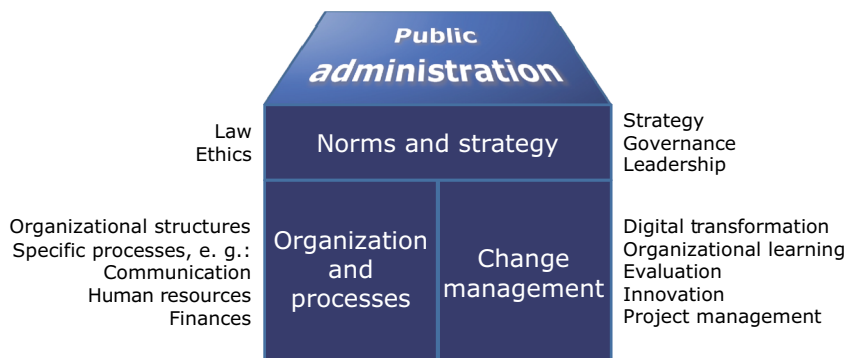 Public
administration
Law
Ethics
Norms and strategy
Strategy
Governance
Leadership
Organizational structures
Specific processes, e. g.:
Communication
Human resources
Finances
Organization
and
processes
Change
management
Digital transformation
Organizational learning
Evaluation
Innovation
Project management